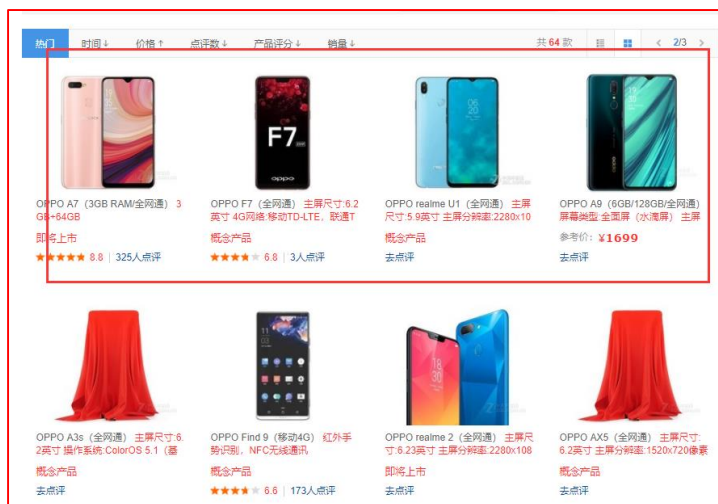 热门 时间↓ 价格↑ 点评数↓ 产品评分↓ 销量↓ 共64款 < 2/3 >
F7
oppo
06:20
OPPO A7（3GB RAM/全网通） 3
GB+64GB
即将上市
8.8 | 325人点评
OPPO F7（全网通） 主屏尺寸:6.2
英寸 4G网络:移动TD-LTE，联通T
概念产品
6.8 | 3人点评
OPPO realme U1（全网通） 主屏
尺寸:5.9英寸 主屏分辨率:2280x10
概念产品
去点评
OPPO A9（6GB/128GB/全网通）
屏幕类型:全面屏（水滴屏） 主屏
参考价：¥1699
去点评
11:03
18:30
OPPO A3s（全网通） 主屏尺寸:6.
2英寸 操作系统:ColorOS 5.1（基
概念产品
去点评
OPPO Find 9（移动4G） 红外手
势识别，NFC无线通讯
概念产品
6.6 | 173人点评
OPPO realme 2（全网通） 主屏尺
寸:6.23英寸 主屏分辨率:2280x108
即将上市
去点评
OPPO AX5（全网通） 主屏尺寸:
6.2英寸 主屏分辨率:1520x720像素
概念产品
去点评